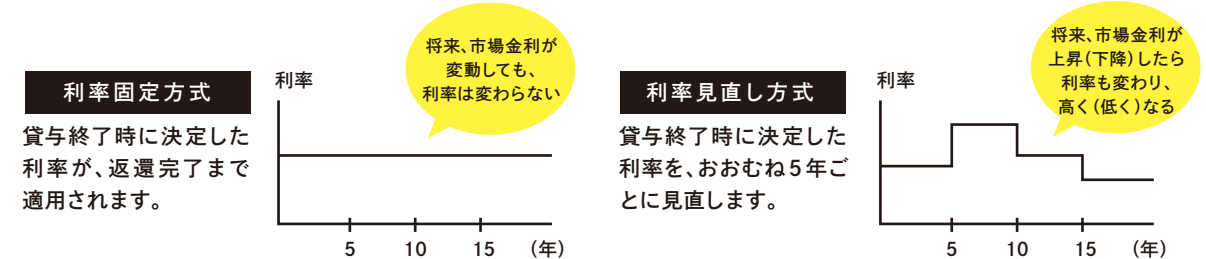 利率固定方式
貸与終了時に決定した
利率が、返還完了まで
適用されます。
利率
将来、市場金利が
変動しても、
利率は変わらない
5 10 15 (年)
利率見直し方式
貸与終了時に決定した
利率を、おおむね5年ご
とに見直します。
利率
将来、市場金利が
上昇(下降)したら
利率も変わり、
高く(低く)なる
5 10 15 (年)